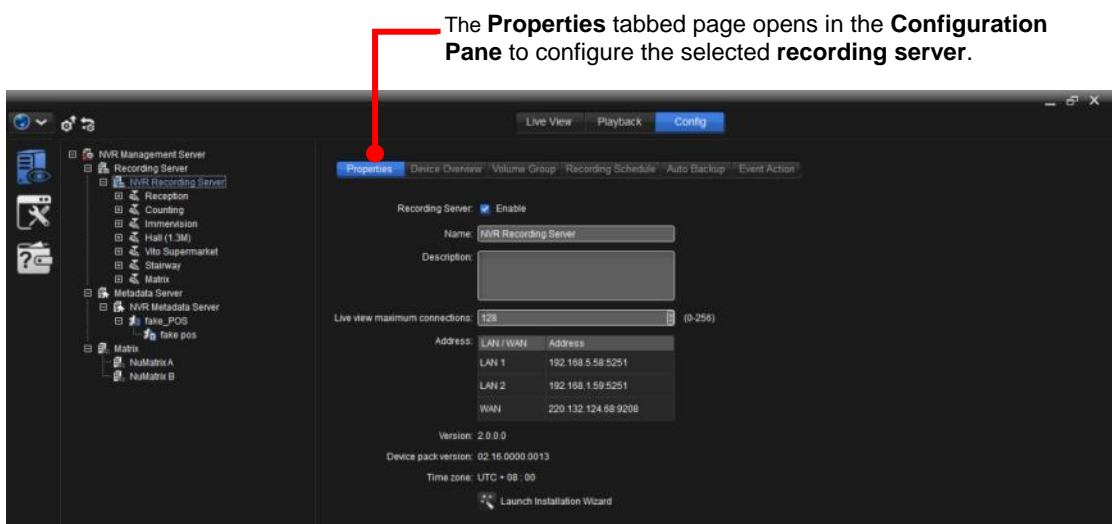 The Properties tabbed page opens in the Configuration
Pane to configure the selected recording server.
Live View Playback Config
NVR Management Server
Recording Server
NVR Recording Server
Reception
Counting
Immervision
Hall (1.3M)
Vito Supermarket
Stairway
Matrix
Metadata Server
NVR Metadata Server
fake_POS
fake pos
Matrix
NuMatrix A
NuMatrix B
Properties Device Overview Volume Group Recording Schedule Auto Backup Event Action
Recording Server: Enable
Name: NVR Recording Server
Description:
Live view maximum connections: 128 (0-256)
Address: LAN / WAN Address
LAN 1 192.168.5.58:5251
LAN 2 192.168.1.59:5251
WAN 220.132.124.68:9208
Version: 2.0.0.0
Device pack version: 02.16.0000.0013
Time zone: UTC + 08 : 00
Launch Installation Wizard